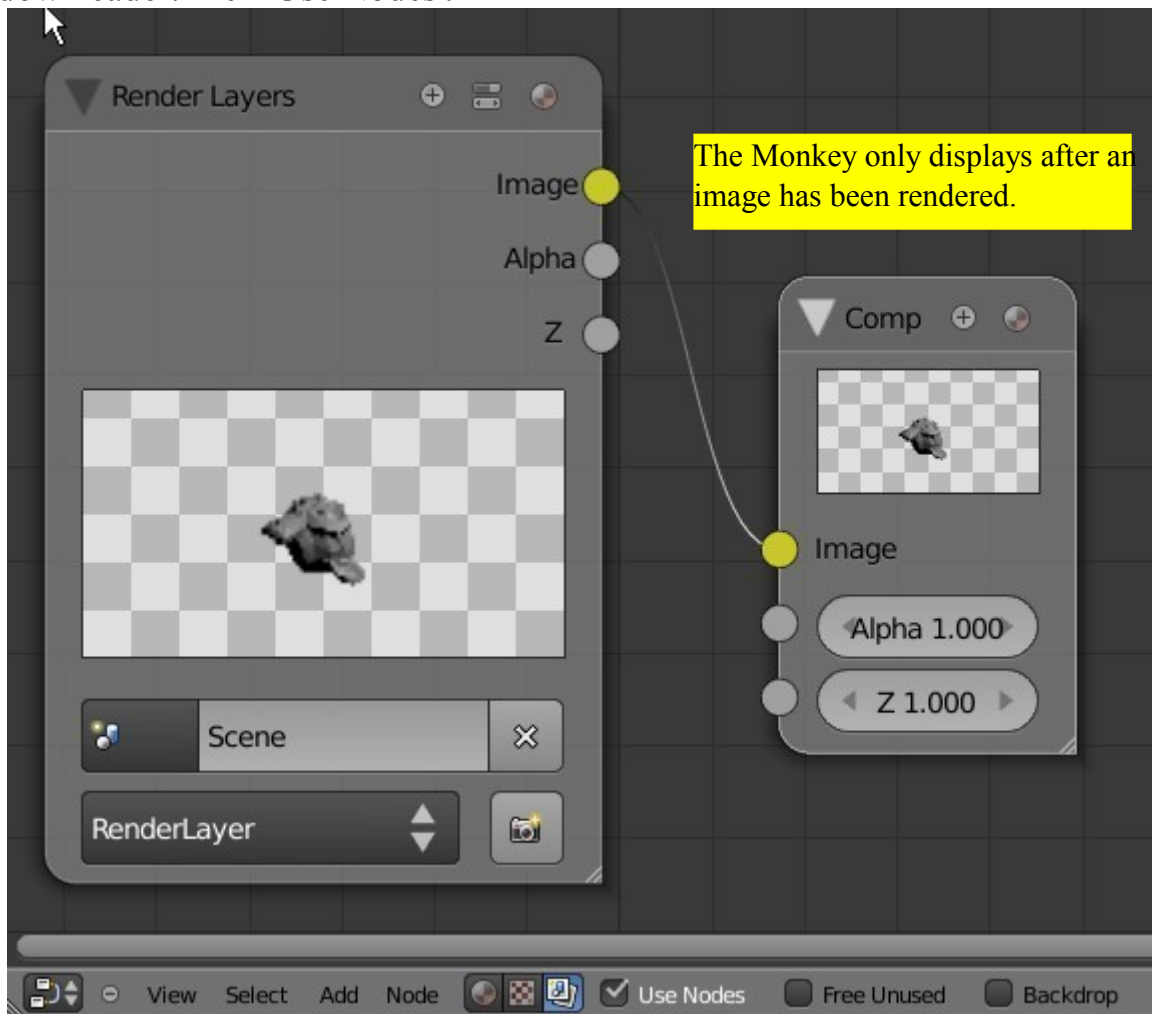 Render Layers
Image
The Monkey only displays after an
image has been rendered.
Alpha
Z
Comp
Image
Alpha 1.000
Z 1.000
Scene
RenderLayer
View Select Add Node Use Nodes Free Unused Backdrop